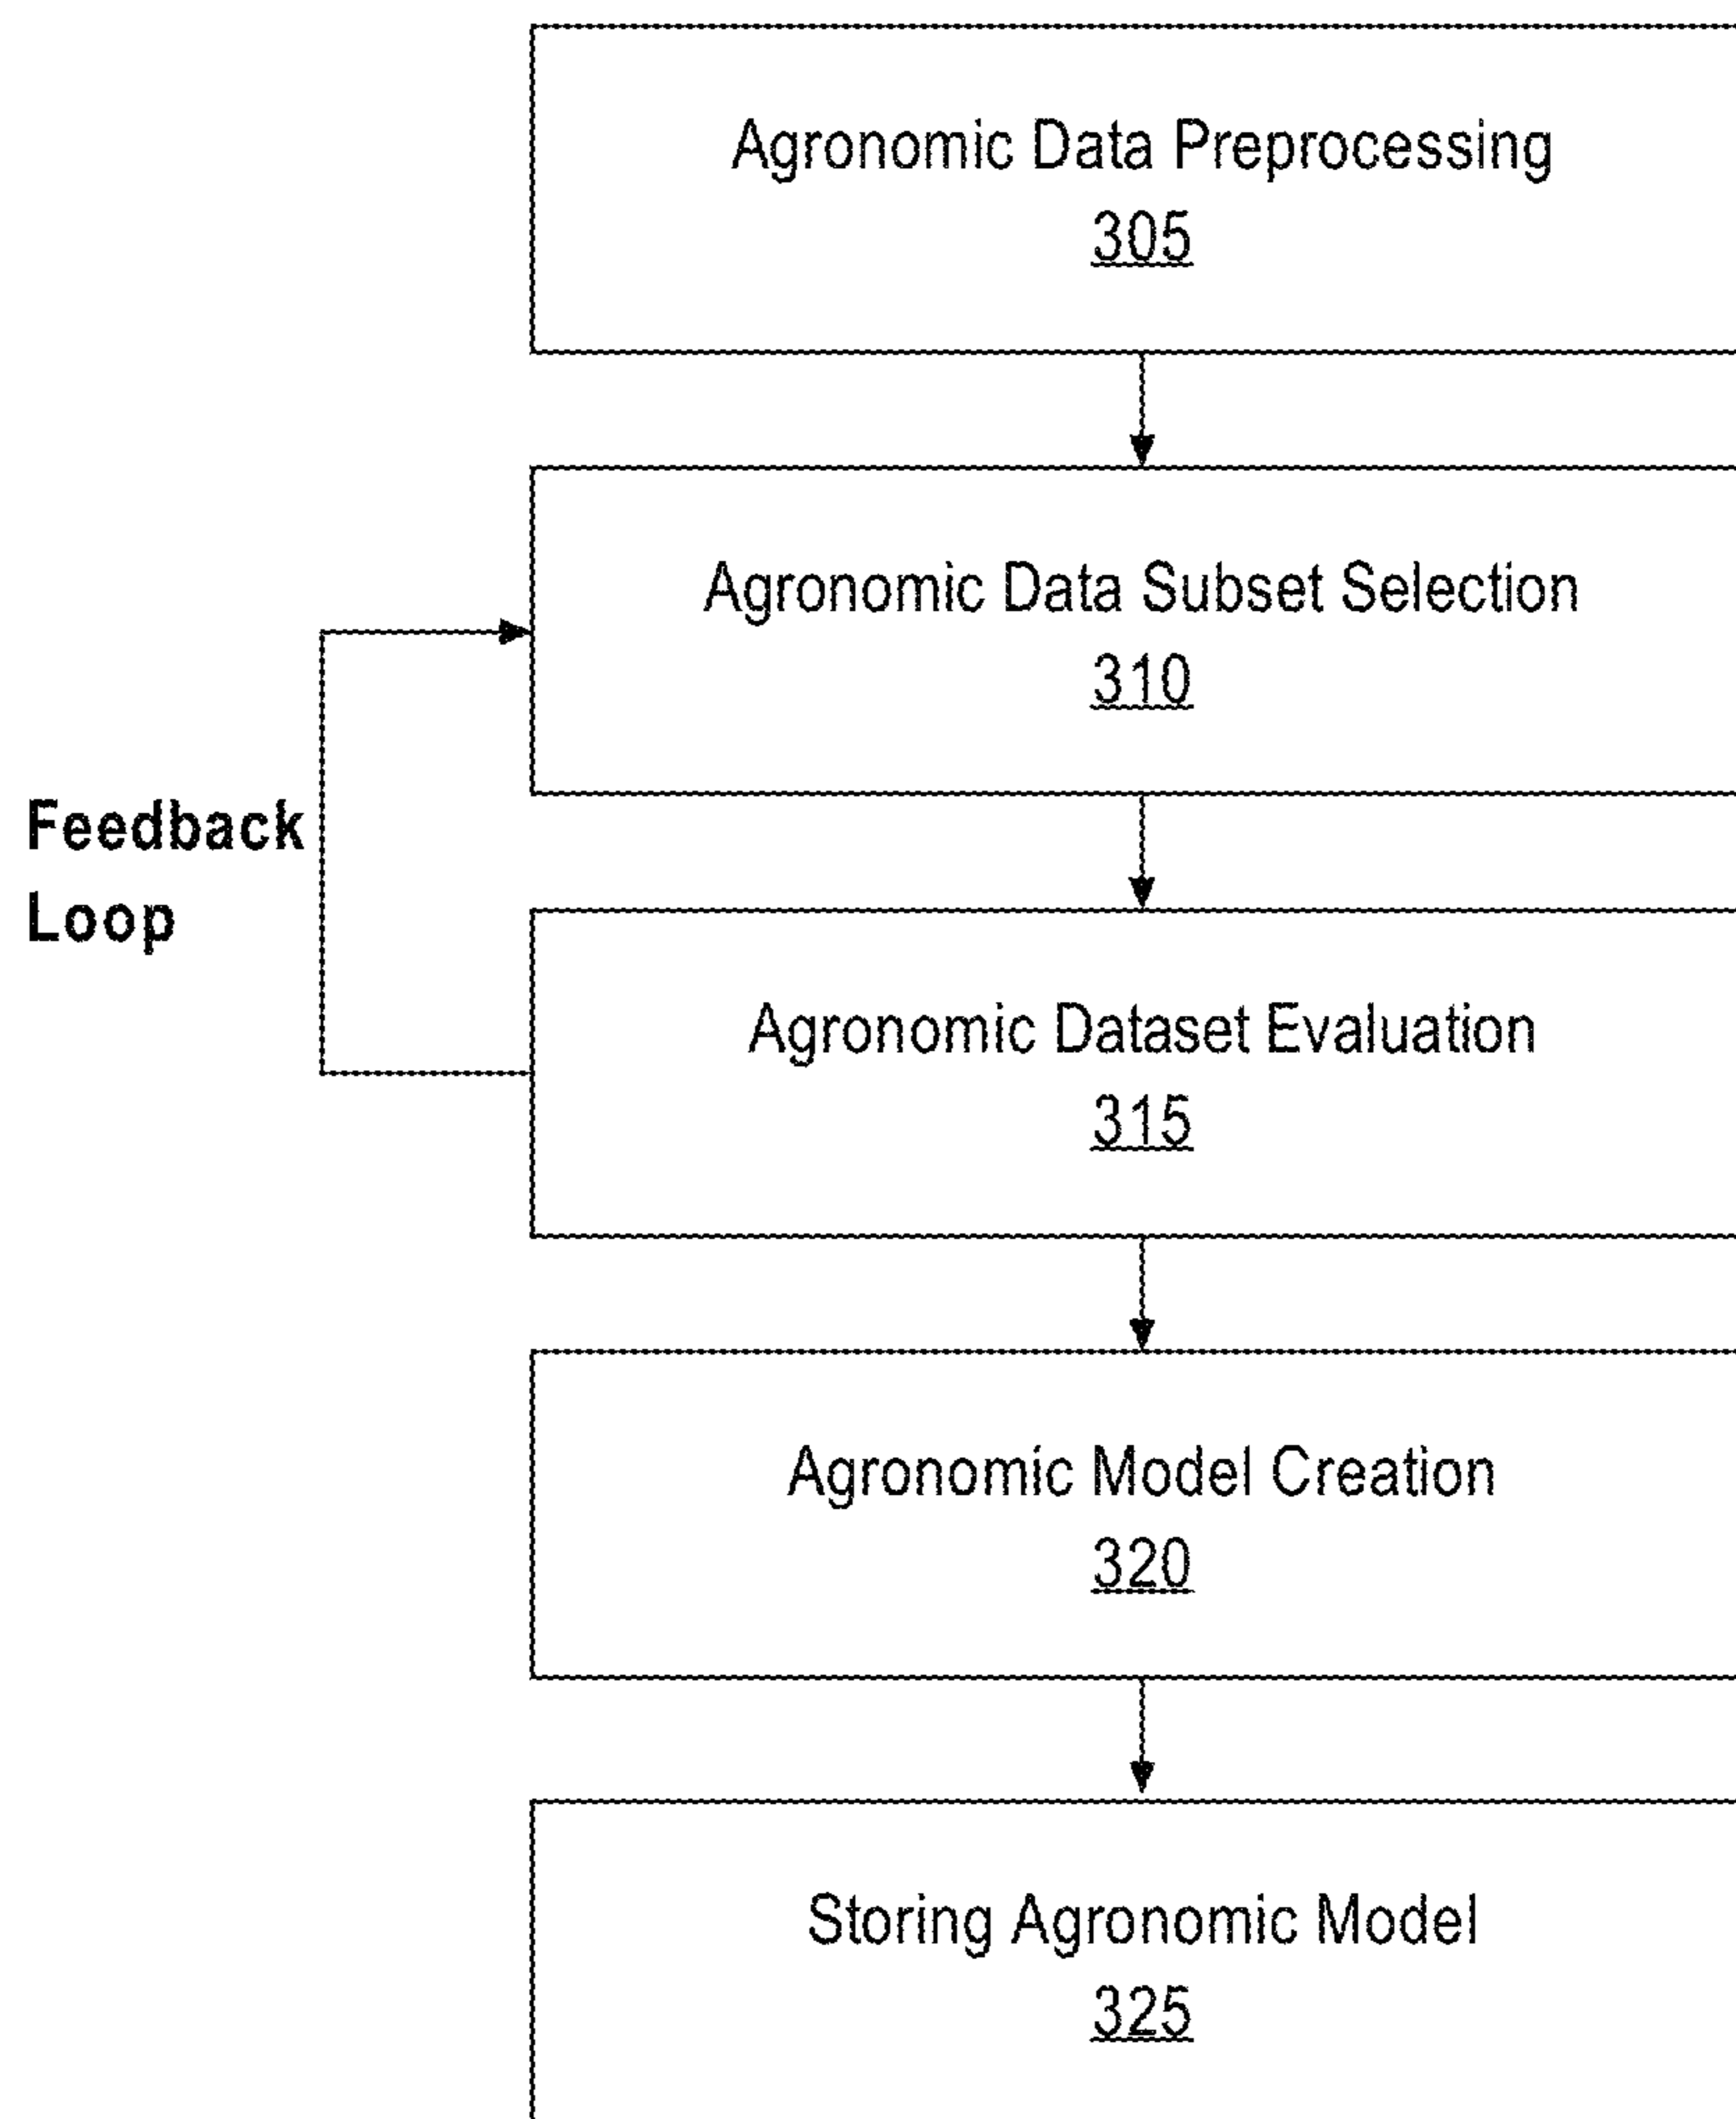 Agronomic Data Preprocessing
305
Agronomic Data Subset Selection
310
Feedback
Loop
Agronomic Dataset Evaluation
315
Agronomic Model Creation
320
Storing Agronomic Model
325